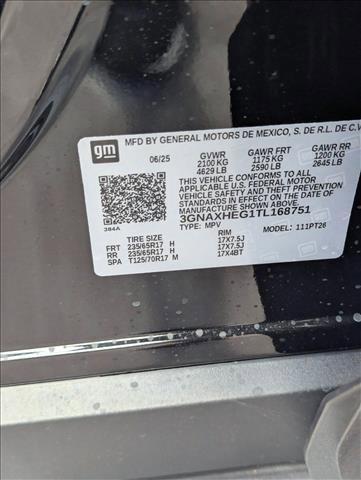 gm
MFD BY GENERAL MOTORS DE MEXICO, S. DE R.L. DE C.V
06/25 GVWR GAWR FRT GAWR RR
2100 KG 1175 KG 1200 KG
4629 LB 2590 LB 2645 LB
THIS VEHICLE CONFORMS TO ALL
APPLICABLE U.S. FEDERAL MOTOR
VEHICLE SAFETY AND THEFT PREVENTION
STANDARDS IN EFFECT ON THE DATE OF
MANUFACTURE SHOWN ABOVE.
3GNAXHEG1TL168751
384A
TYPE: MPV MODEL: 111PT26
TIRE SIZE RIM
FRT 235/65R17 H 17X7.5J
RR 235/65R17 H 17X7.5J
SPA T125/70R17 M 17X4BT